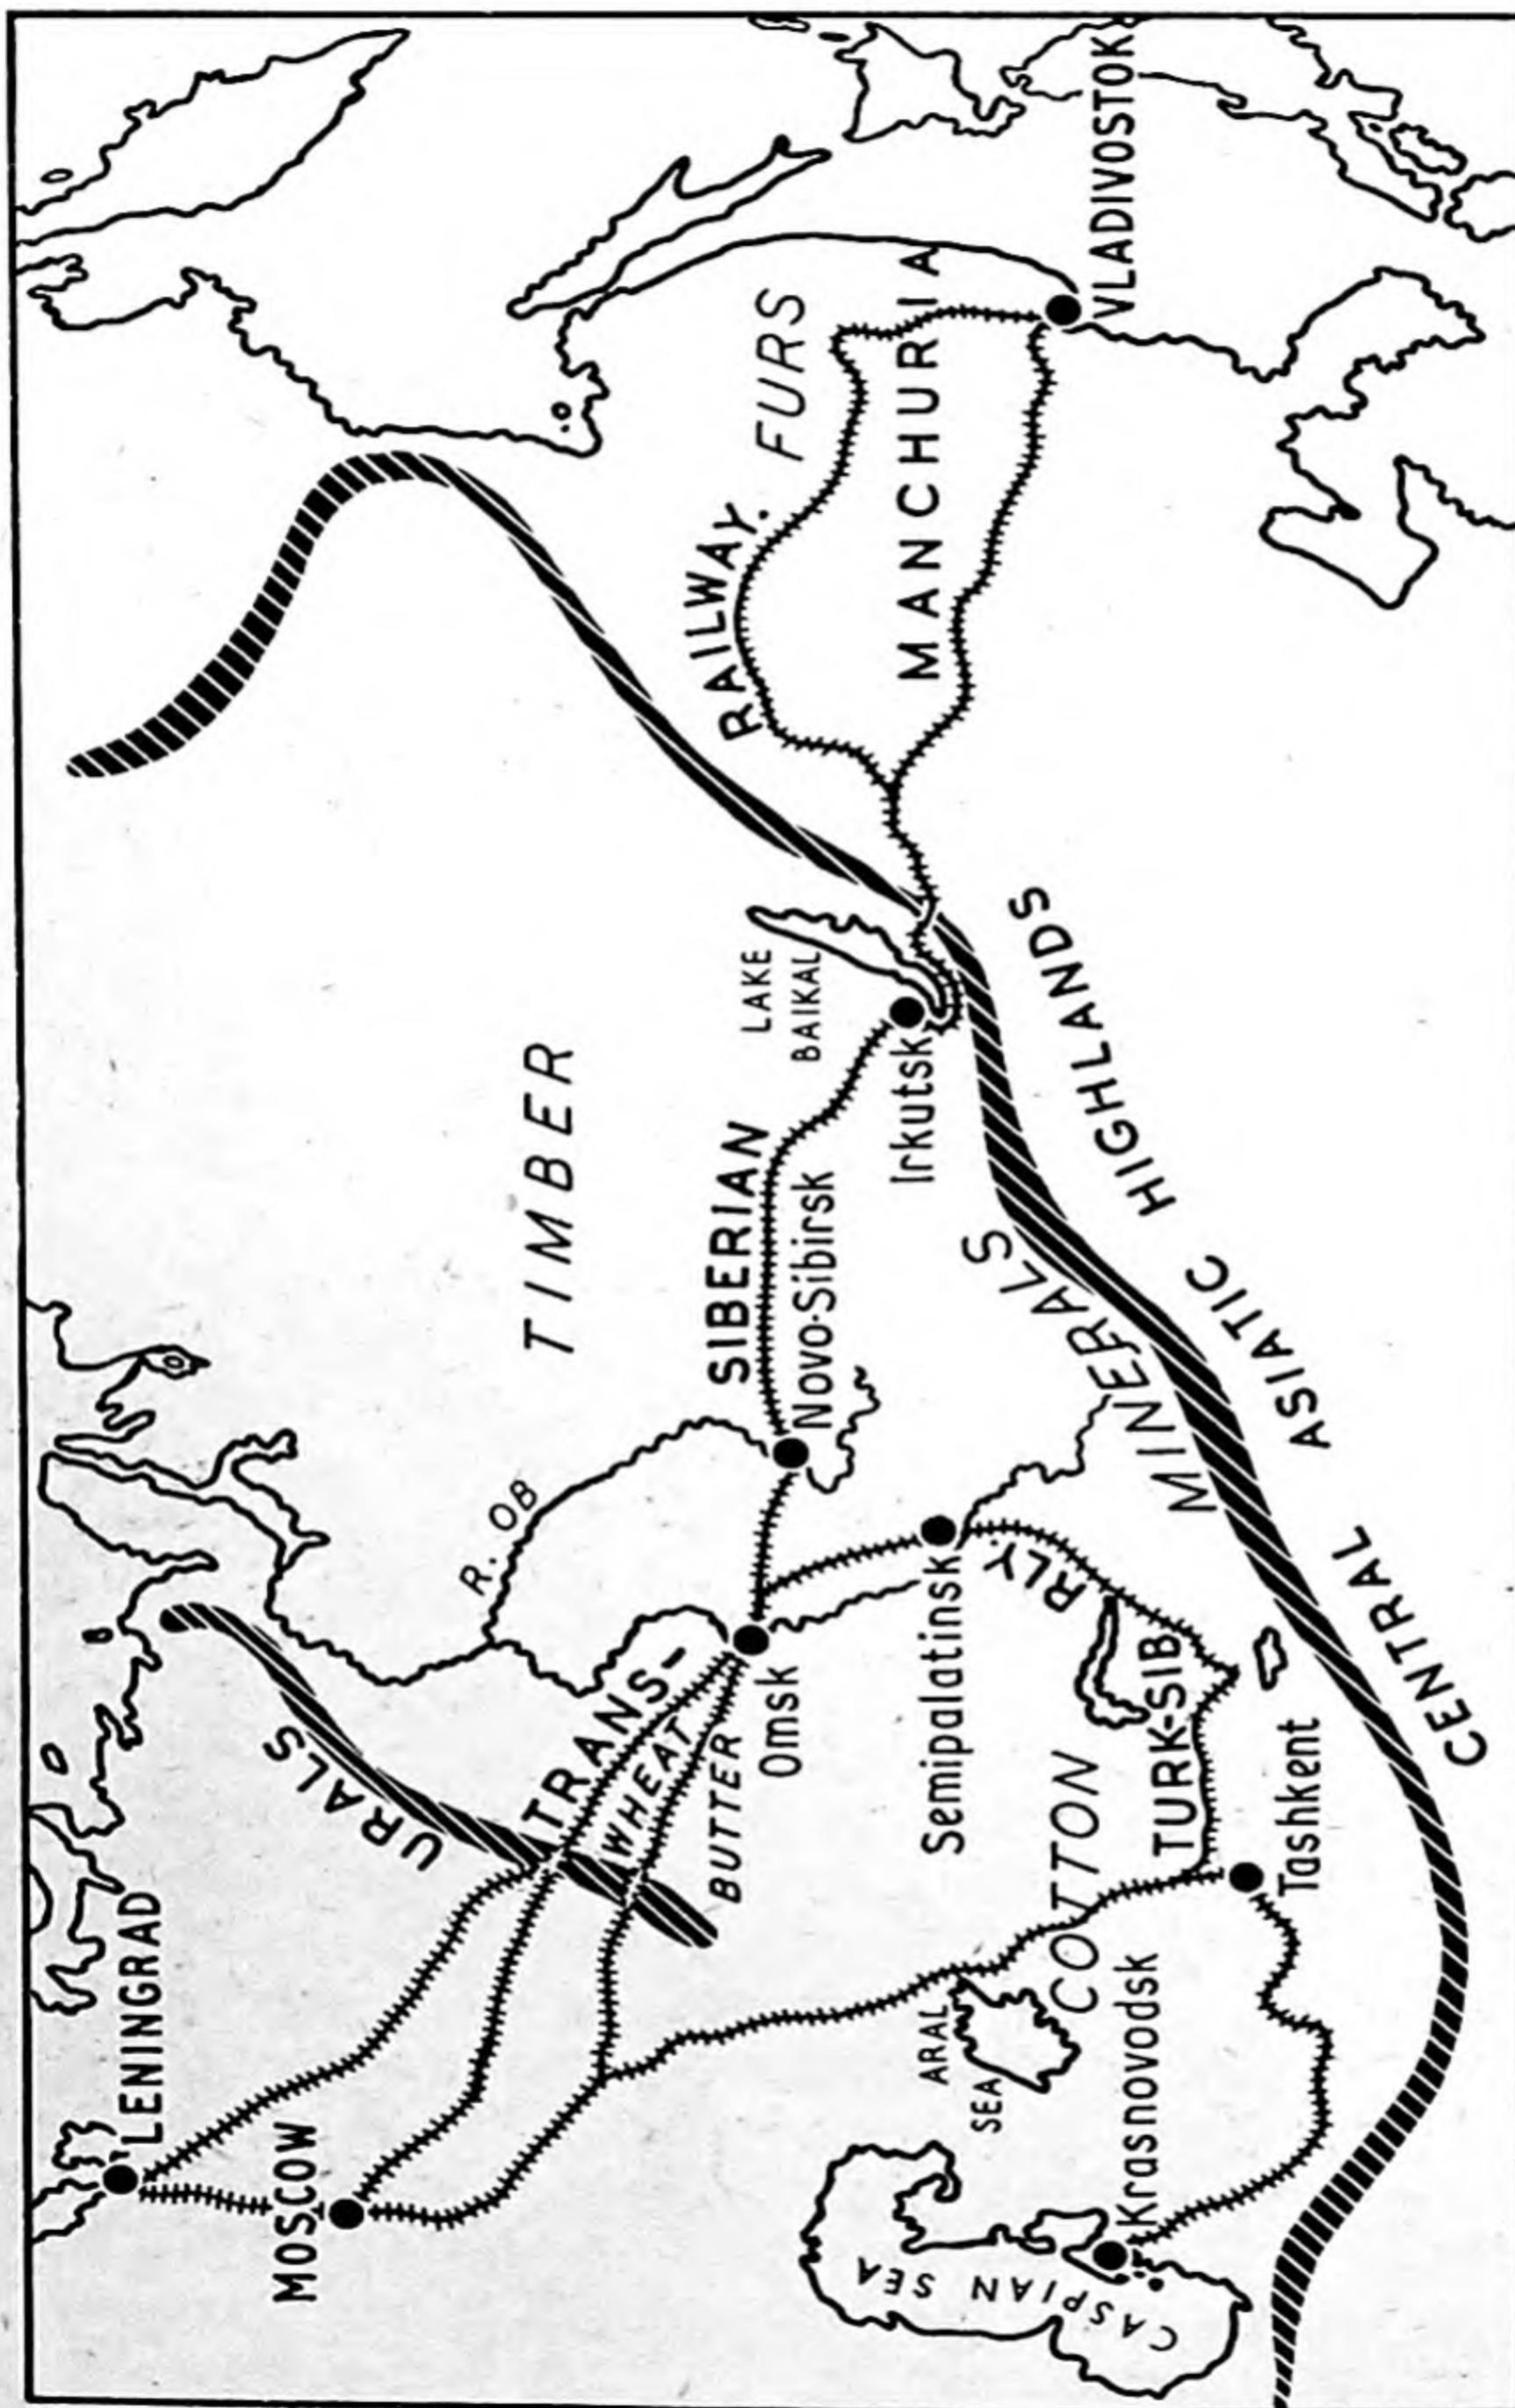 LENINGRAD
MOSCOW
URALS
R. OB
TIMBER
TRANS-
SIBERIAN
RAILWAY.
WHEAT
BUTTER
Omsk
Novo-Sibirsk
LAKE
BAIKAL
Irkutsk
FURS
MANCHURIA
VLADIVOSTOK
Semipalatinsk
TURK-SIB.
RLY.
MINERALS
ARAL
SEA
COTTON
CASPIAN SEA
Krasnovodsk
Tashkent
CENTRAL ASIATIC HIGHLANDS